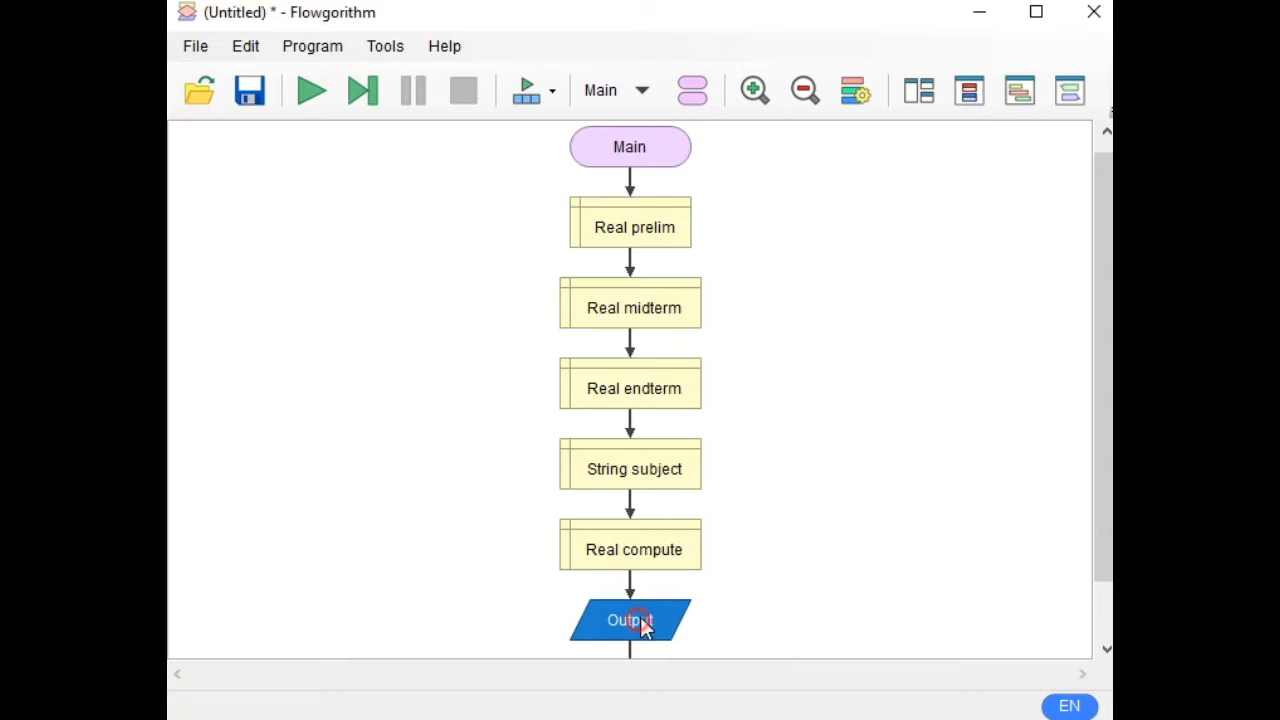 (Untitled) * - Flowgorithm
File Edit Program Tools Help
Main
Main
Real prelim
Real midterm
Real endterm
String subject
Real compute
Output
EN